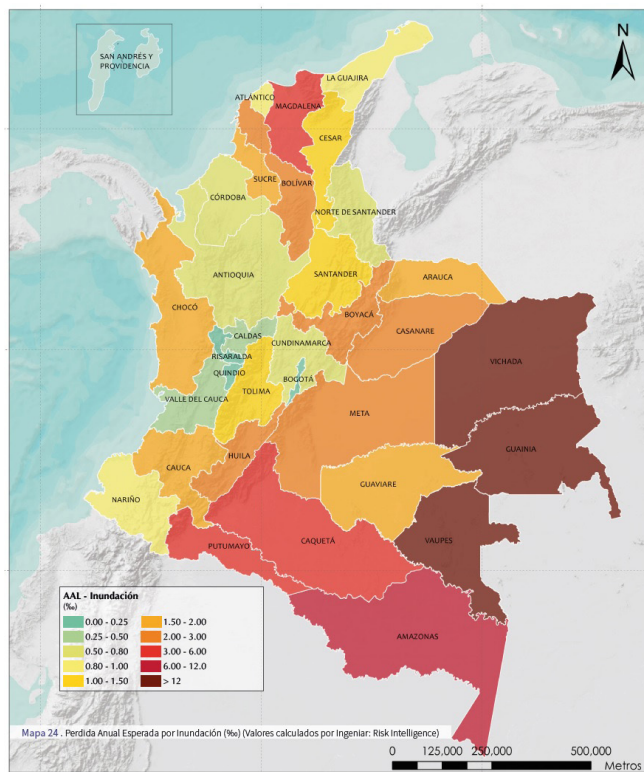 N
SAN ANDRÉS Y
PROVIDENCIA
LA GUAJIRA
ATLÁNTICO
MAGDALENA
CESAR
SUCRE
BOLÍVAR
CÓRDOBA
NORTE DE SANTANDER
ANTIOQUIA
SANTANDER
ARAUCA
CHOCÓ
BOYACÁ
CASANARE
CALDAS
CUNDINAMARCA
RISARALDA
VICHADA
QUINDIO
BOGOTÁ
VALLE DEL CAUCA
TOLIMA
META
GUAINIA
HUILA
CAUCA
GUAVIARE
NARIÑO
VAUPES
PUTUMAYO
CAQUETÁ
AMAZONAS
AAL - Inundación
(‰)
0.00 - 0.25
0.25 - 0.50
0.50 - 0.80
0.80 - 1.00
1.00 - 1.50
1.50 - 2.00
2.00 - 3.00
3.00 - 6.00
6.00 - 12.0
> 12
Mapa 24 . Perdida Anual Esperada por Inundación (‰) (Valores calculados por Ingeniar: Risk Intelligence)
0 125,000 250,000 500,000
Metros